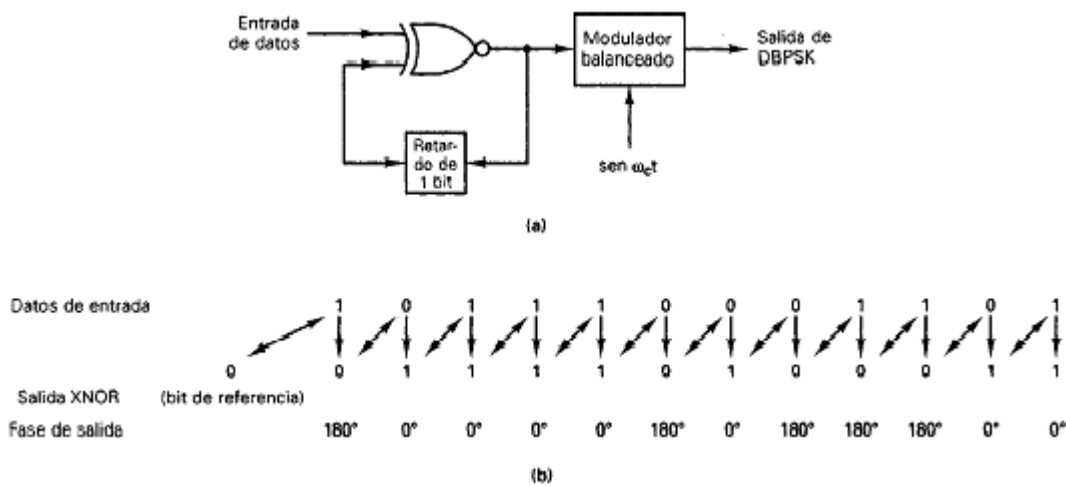 Entrada
de datos
Modulador
balanceado
Salida de
DBPSK
Retar-
do de
1 bit
sen ωct
(a)
Datos de entrada 1 0 1 1 1 0 0 0 1 1 0 1
0 0 1 1 1 1 0 1 0 0 0 1 1
Salida XNOR (bit de referencia)
Fase de salida 180° 0° 0° 0° 0° 180° 0° 180° 180° 180° 0° 0°
(b)